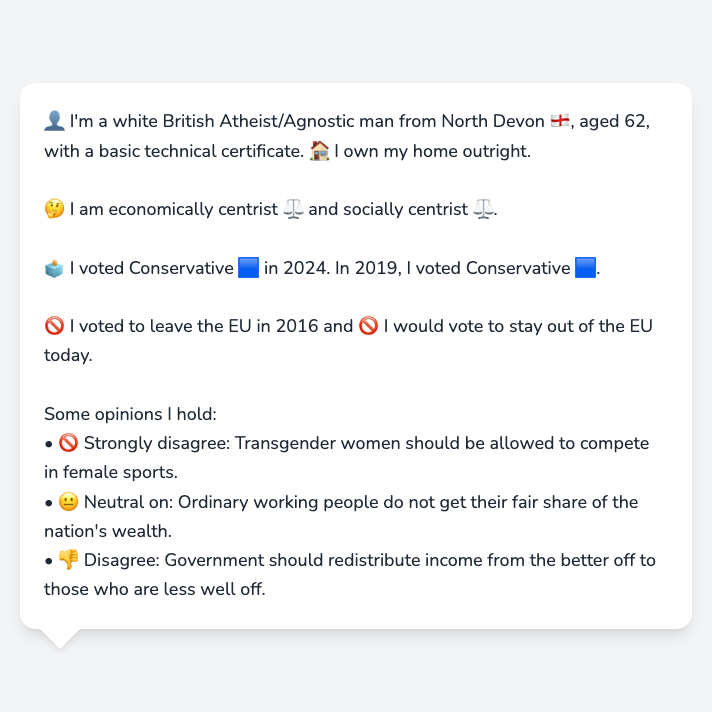 👤 I'm a white British Atheist/Agnostic man from North Devon 🏴󠁧󠁢󠁥󠁮󠁧󠁿, aged 62,
with a basic technical certificate. 🏠 I own my home outright.
🤔 I am economically centrist ⚖️ and socially centrist ⚖️.
🗳️ I voted Conservative 🟦 in 2024. In 2019, I voted Conservative 🟦.
🚫 I voted to leave the EU in 2016 and 🚫 I would vote to stay out of the EU
today.
Some opinions I hold:
• 🚫 Strongly disagree: Transgender women should be allowed to compete
in female sports.
• 😐 Neutral on: Ordinary working people do not get their fair share of the
nation's wealth.
• 👎 Disagree: Government should redistribute income from the better off to
those who are less well off.